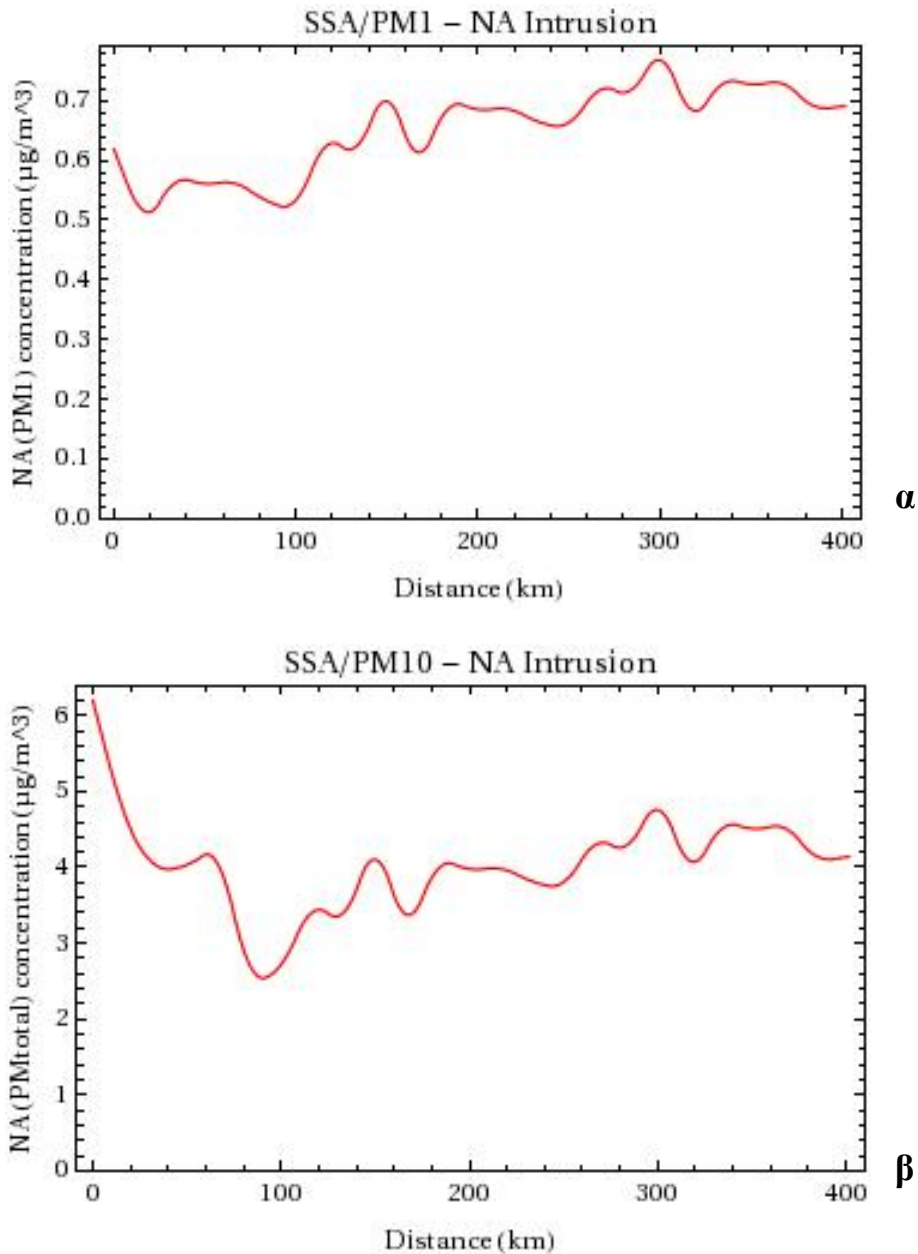 SSA/PM1 – NA Intrusion
NA(PM1) concentration(µg/m^3)
0.7
0.6
0.5
0.4
0.3
0.2
0.1
0.0
0 100 200 300 400
Distance(km)
α
SSA/PM10 – NA Intrusion
NA(PMtotal) concentration(µg/m^3)
6
5
4
3
2
1
0
0 100 200 300 400
Distance(km)
β